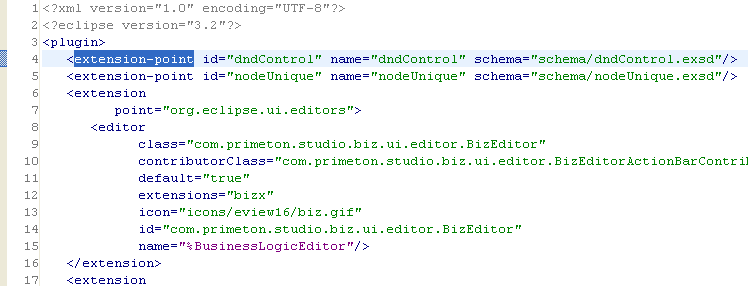 1 <?xml version="1.0" encoding="UTF-8"?>
2 <?eclipse version="3.2"?>
3 <plugin>
4 <extension-point id="dndControl" name="dndControl" schema="schema/dndControl.exsd"/>
5 <extension-point id="nodeUnique" name="nodeUnique" schema="schema/nodeUnique.exsd"/>
6 <extension
7 point="org.eclipse.ui.editors">
8 <editor
9 class="com.primeton.studio.biz.ui.editor.BizEditor"
10 contributorClass="com.primeton.studio.biz.ui.editor.BizEditorActionBarContril
11 default="true"
12 extensions="bizx"
13 icon="icons/eview16/biz.gif"
14 id="com.primeton.studio.biz.ui.editor.BizEditor"
15 name="%BusinessLogicEditor"/>
16 </extension>
17 <extension